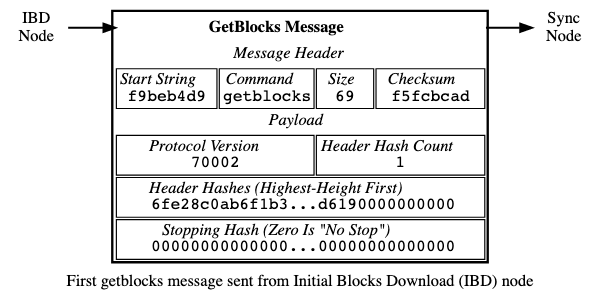 IBD
Node
GetBlocks Message
Sync
Node
Message Header
Start String
f9beb4d9
Command
getblocks
Size
69
Checksum
f5fcbcad
Payload
Protocol Version
70002
Header Hash Count
1
Header Hashes (Highest-Height First)
6fe28c0ab6f1b3...d6190000000000
Stopping Hash (Zero Is "No Stop")
00000000000000...00000000000000
First getblocks message sent from Initial Blocks Download (IBD) node